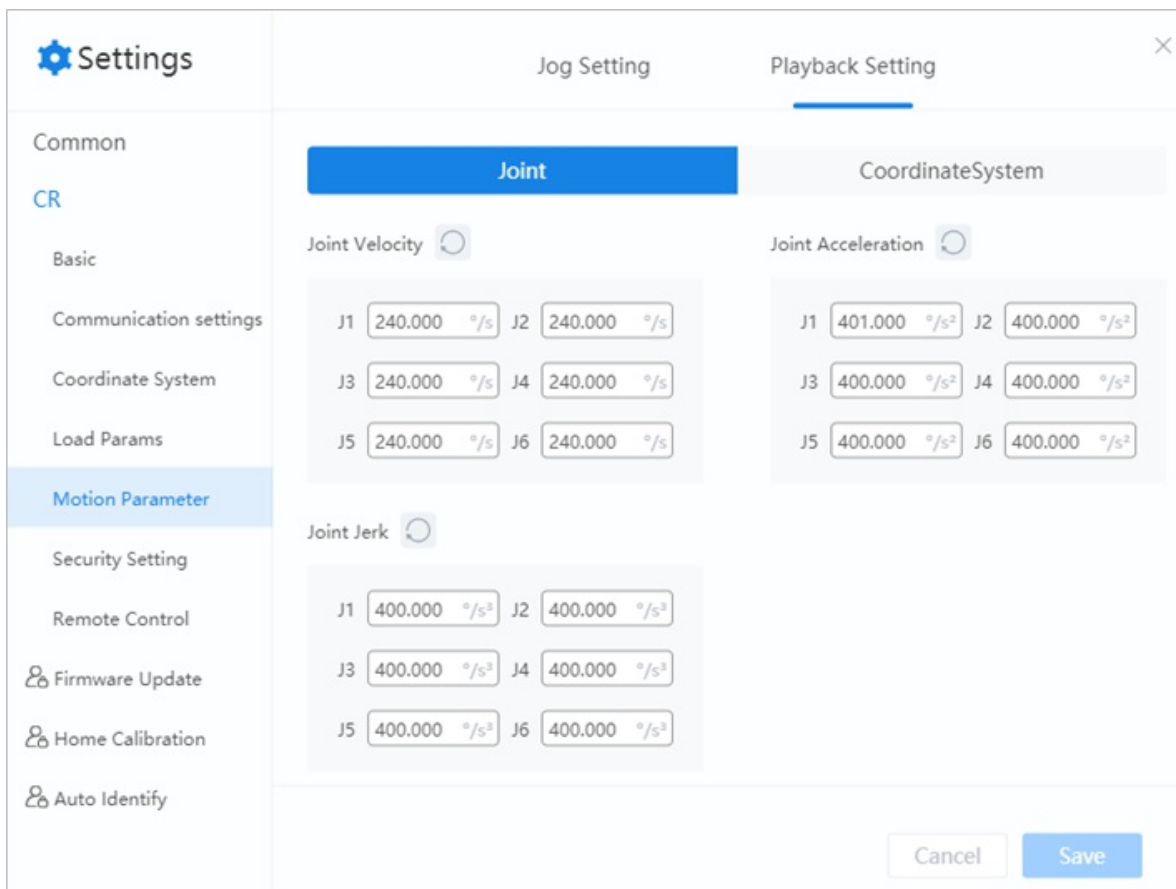 Settings
Jog Setting Playback Setting
Common
CR
Basic
Communication settings
Coordinate System
Load Params
Motion Parameter
Security Setting
Remote Control
Firmware Update
Home Calibration
Auto Identify
Joint CoordinateSystem
Joint Velocity
J1 240.000 °/s J2 240.000 °/s
J3 240.000 °/s J4 240.000 °/s
J5 240.000 °/s J6 240.000 °/s
Joint Acceleration
J1 401.000 °/s² J2 400.000 °/s²
J3 400.000 °/s² J4 400.000 °/s²
J5 400.000 °/s² J6 400.000 °/s²
Joint Jerk
J1 400.000 °/s³ J2 400.000 °/s³
J3 400.000 °/s³ J4 400.000 °/s³
J5 400.000 °/s³ J6 400.000 °/s³
Cancel Save